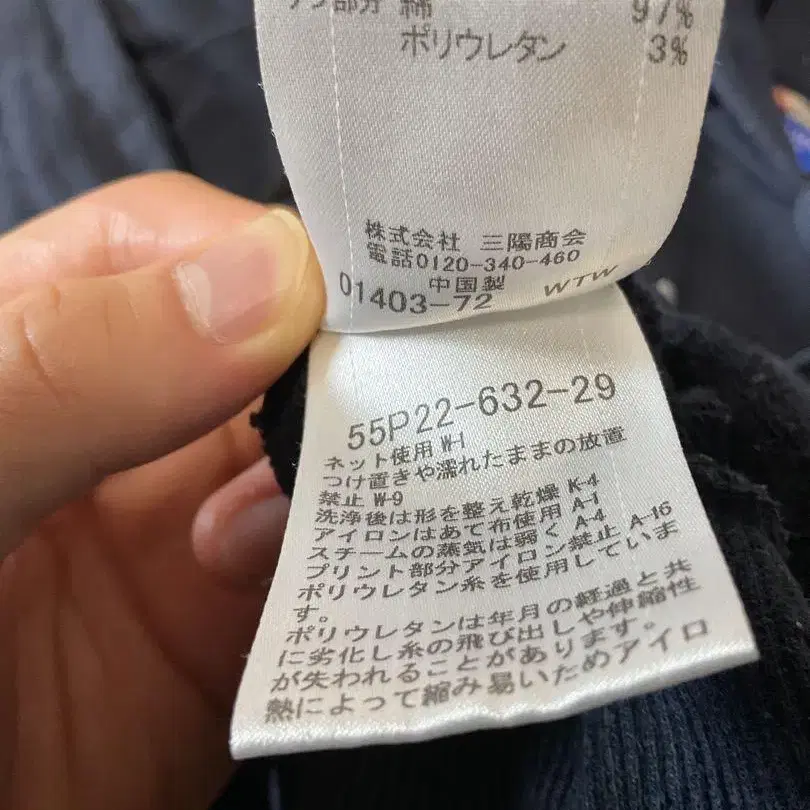 部分 綿 97%
ポリウレタン 3%
株式会社 三陽商会
電話0120-340-460
中国製
01403-72 WTW
55P22-632-29
ネット使用 W-1
つけ置きや濡れたままの放置
禁止 W-9
洗浄後は形を整え乾燥 K-4
アイロンはあて布使用 A-1
スチームの蒸気は弱く A-4
プリント部分アイロン禁止 A-16
ポリウレタン糸を使用していま
す。
ポリウレタンは年月の経過と共
に劣化し糸の飛び出しや伸縮性
が失われることがあります。
熱によって縮み易いためアイロ